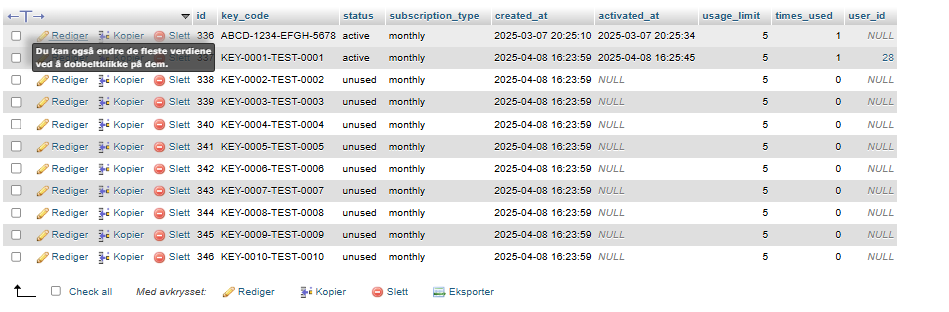 id key_code status subscription_type created_at activated_at usage_limit times_used user_id
Rediger Kopier Slett 336 ABCD-1234-EFGH-5678 active monthly 2025-03-07 20:25:10 2025-03-07 20:25:34 5 1 NULL
Du kan også endre de fleste verdiene
ved å dobbeltklikke på dem.
Slett KEY-0001-TEST-0001 active monthly 2025-04-08 16:23:59 2025-04-08 16:25:45 5 1 28
Rediger Kopier Slett 338 KEY-0002-TEST-0002 unused monthly 2025-04-08 16:23:59 NULL 5 0 NULL
Rediger Kopier Slett 339 KEY-0003-TEST-0003 unused monthly 2025-04-08 16:23:59 NULL 5 0 NULL
Rediger Kopier Slett 340 KEY-0004-TEST-0004 unused monthly 2025-04-08 16:23:59 NULL 5 0 NULL
Rediger Kopier Slett 341 KEY-0005-TEST-0005 unused monthly 2025-04-08 16:23:59 NULL 5 0 NULL
Rediger Kopier Slett 342 KEY-0006-TEST-0006 unused monthly 2025-04-08 16:23:59 NULL 5 0 NULL
Rediger Kopier Slett 343 KEY-0007-TEST-0007 unused monthly 2025-04-08 16:23:59 NULL 5 0 NULL
Rediger Kopier Slett 344 KEY-0008-TEST-0008 unused monthly 2025-04-08 16:23:59 NULL 5 0 NULL
Rediger Kopier Slett 345 KEY-0009-TEST-0009 unused monthly 2025-04-08 16:23:59 NULL 5 0 NULL
Rediger Kopier Slett 346 KEY-0010-TEST-0010 unused monthly 2025-04-08 16:23:59 NULL 5 0 NULL
Check all Med avkrysset: Rediger Kopier Slett Eksporter